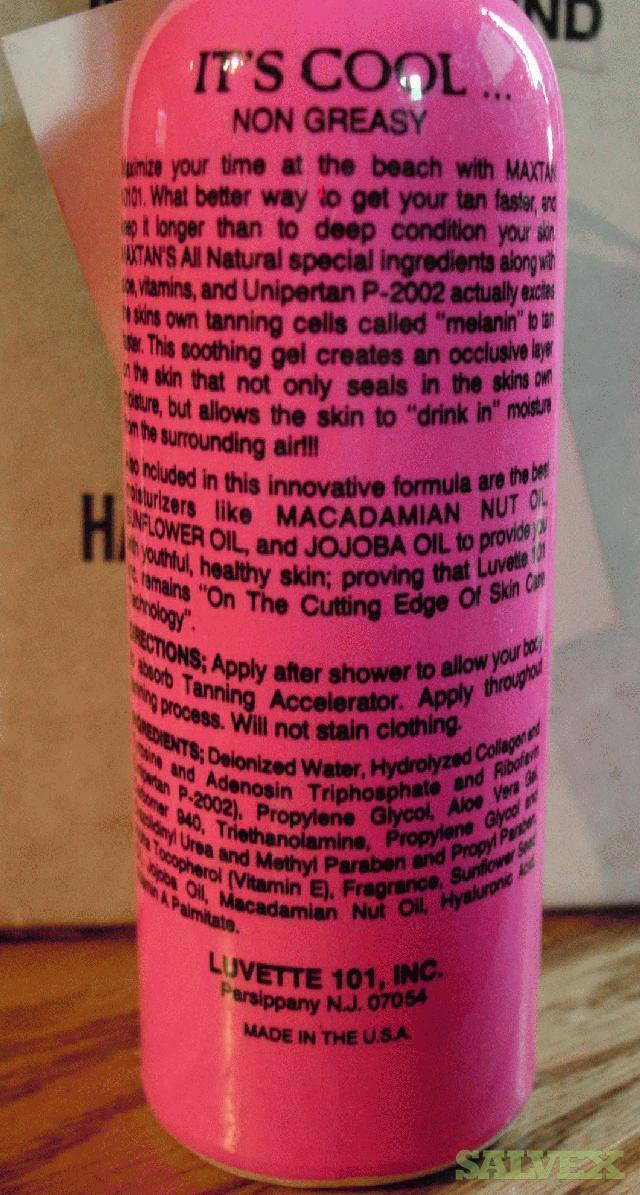 ND
IT'S COOL ...
NON GREASY
your time at the beach with MAXTAN
What better way to get your tan faster, and
it longer than to deep condition your skin
All Natural special ingredients along with
vitamins, and Unipertan P-2002 actually excites
skins own tanning cells called "melanin" to tan
This soothing gel creates an occlusive layer
the skin that not only seals in the skins own
but allows the skin to "drink in" moisture
the surrounding air!!!
included in this innovative formula are the best
like MACADAMIAN NUT OIL,
SUNFLOWER OIL, and JOJOBA OIL to provide you
youthful, healthy skin; proving that Luvette 101
remains "On The Cutting Edge Of Skin Care
HA
DIRECTIONS; Apply after shower to allow your body
absorb Tanning Accelerator. Apply throughout
process. Will not stain clothing.
INGREDIENTS; Deionized Water, Hydrolyzed Collagen and
and Adenosin Triphosphate and Riboflavin
P-2002), Propylene Glycol, Aloe Vera Gel,
940, Triethanolamine, Propylene Glycol and
Urea and Methyl Paraben and Propyl Paraben
Tocopherol (Vitamin E), Fragrance, Sunflower Seed
Jojoba Oil, Macadamian Nut Oil, Hyaluronic Acid,
A Palmitate.
LUVETTE 101, INC.
Parsippany N.J. 07054
MADE IN THE U.S.A.
SALVEX